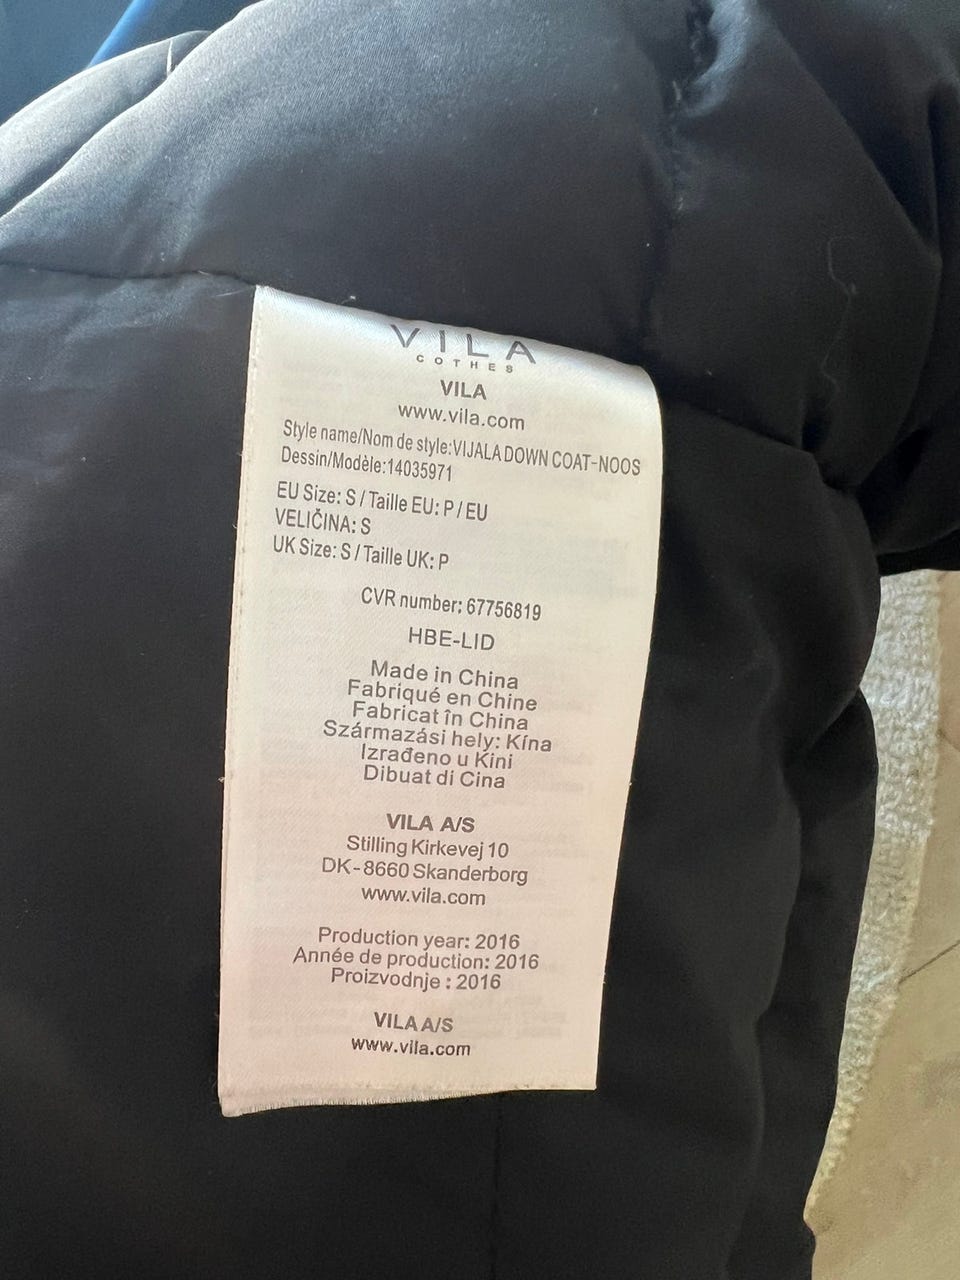 VILA
COTHES
VILA
www.vila.com
Style name/Nom de style:VIJALA DOWN COAT-NOOS
Dessin/Modèle:14035971
EU Size: S / Taille EU: P / EU
VELIČINA: S
UK Size: S / Taille UK: P
CVR number: 67756819
HBE-LID
Made in China
Fabriqué en Chine
Fabricat în China
Származási hely: Kína
Izrađeno u Kini
Dibuat di Cina
VILA A/S
Stilling Kirkevej 10
DK-8660 Skanderborg
www.vila.com
Production year: 2016
Année de production: 2016
Proizvodnje : 2016
VILA A/S
www.vila.com